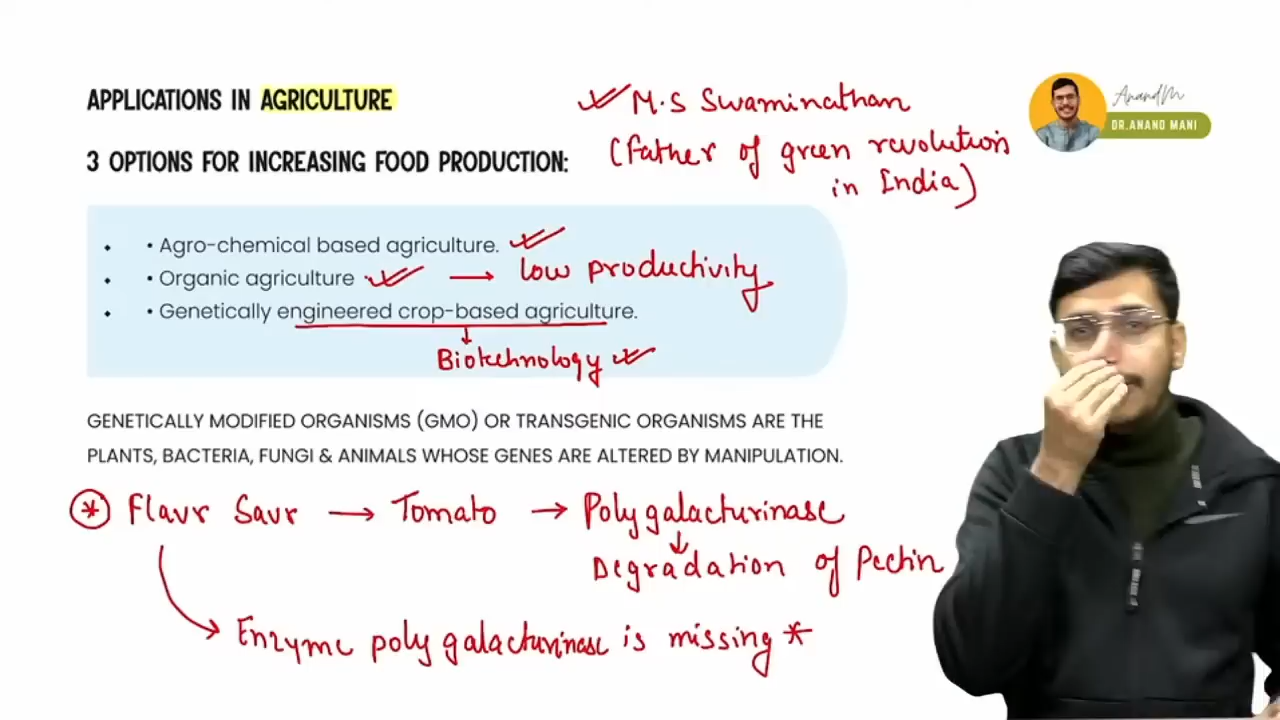 APPLICATIONS IN AGRICULTURE
M.S Swaminathan
(Father of green revolution
in India)
AnandM
DR.ANAND MANI
3 OPTIONS FOR INCREASING FOOD PRODUCTION:
• Agro-chemical based agriculture.
• Organic agriculture → low productivity
• Genetically engineered crop-based agriculture.
Biotechnology
GENETICALLY MODIFIED ORGANISMS (GMO) OR TRANSGENIC ORGANISMS ARE THE
PLANTS, BACTERIA, FUNGI & ANIMALS WHOSE GENES ARE ALTERED BY MANIPULATION.
* Flavr Savr → Tomato → Polygalacturinase
Degradation of Pectin
Enzyme polygalacturinase is missing *